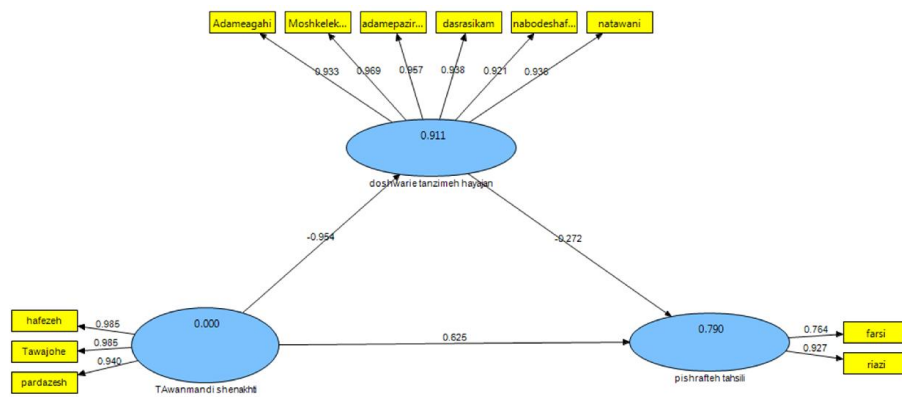 Adameagahi Moshkelek... adamepazir... dasrasikam nabodeshaf... natawani
0.933 0.969 0.957 0.938 0.921 0.936
0.911
doshwarie tanzimeh hayajan
-0.954 -0.272
hafezeh 0.985 0.000 0.790 0.764 farsi
Tawajohe 0.985 0.625 0.927 riazi
pardazesh 0.940
TAwanmandi shenakhti pishrafteh tahsili